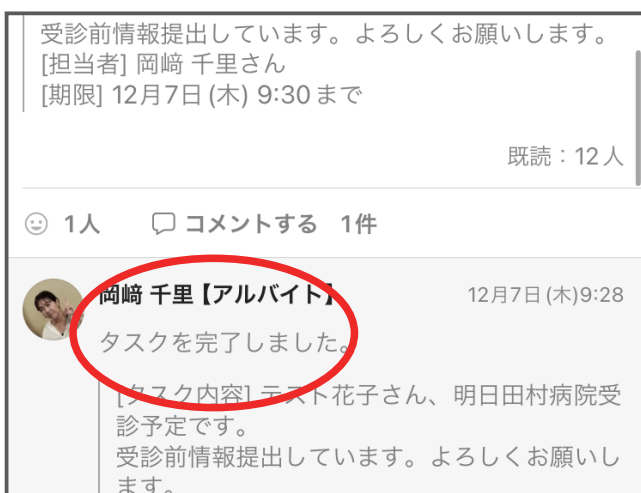 受診前情報提出しています。よろしくお願いします。
[担当者] 岡﨑 千里さん
[期限] 12月7日(木) 9:30まで
既読：12人
1人 コメントする 1件
岡﨑 千里【アルバイト】 12月7日(木)9:28
タスクを完了しました。
[タスク内容] テスト花子さん、明日田村病院受
診予定です。
受診前情報提出しています。よろしくお願いし
ます。